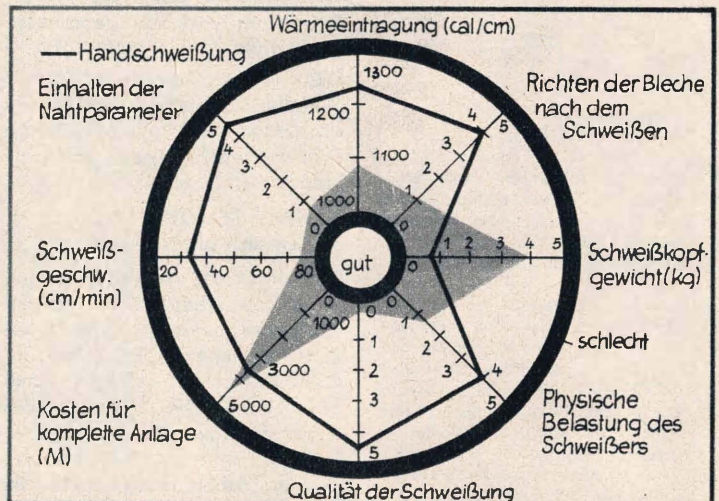 Wärmeeintragung (cal/cm)
Handschweißung
Einhalten der
Nahtparameter
Richten der Bleche
nach dem
Schweißen
1300
1200
1100
1000
5
4
3
2
1
0
5
4
3
2
0
Schweiß-
geschw.
(cm/min)
20 40 60 80
gut
0 1 2 3 4 5
Schweißkopf-
gewicht (kg)
schlecht
0
1000
3000
5000
0
1
2
3
5
0
1
2
3
4
5
Kosten für
komplette Anlage
(M)
Physische
Belastung des
Schweißers
Qualität der Schweißung